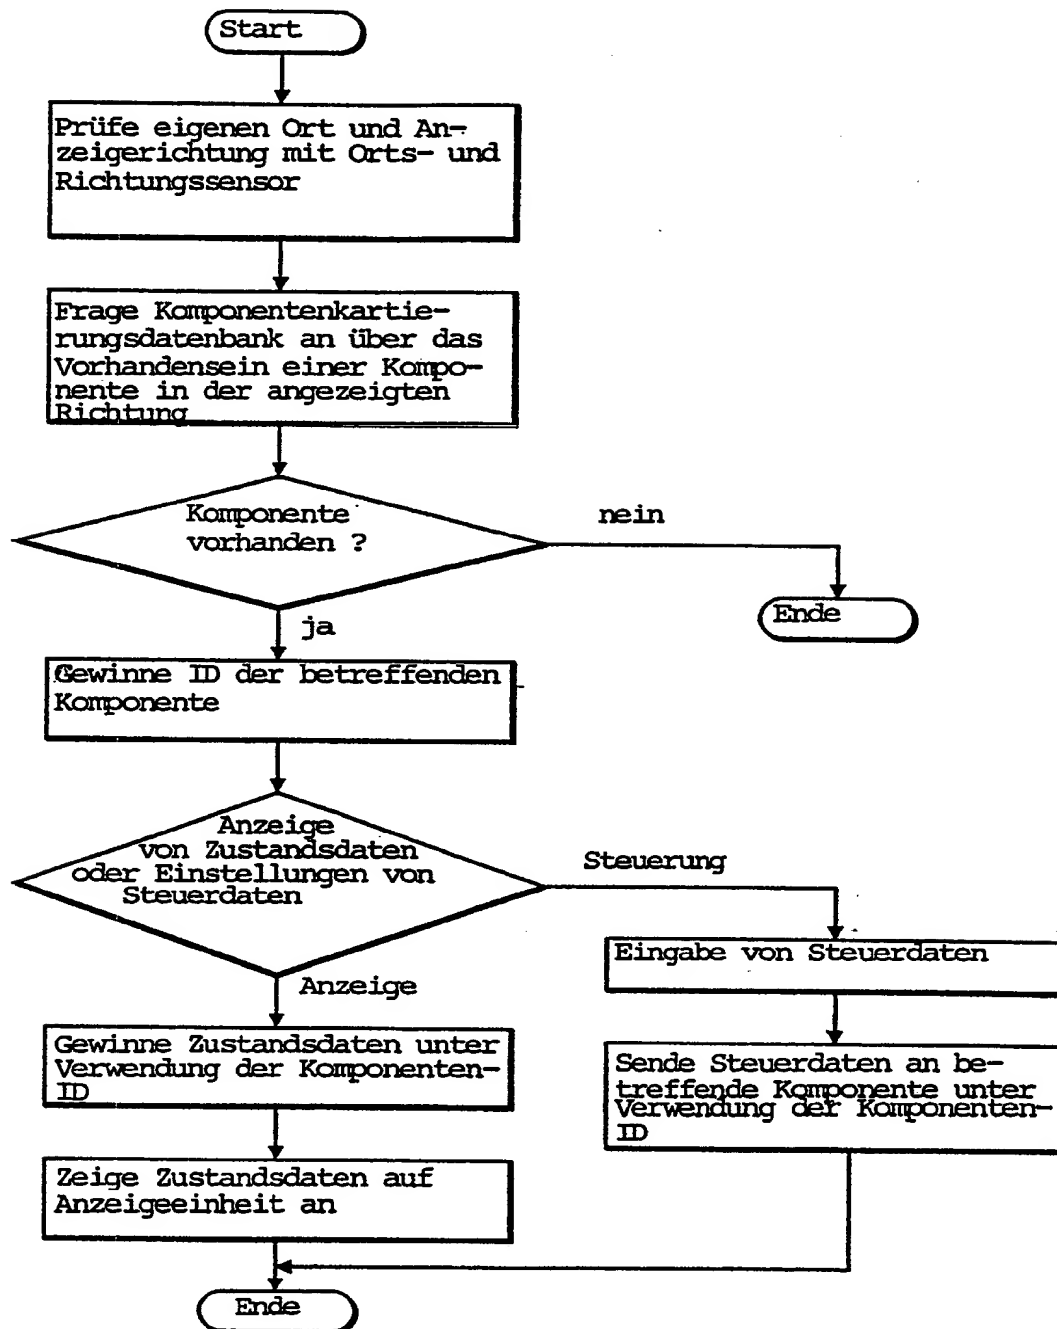 Start
Prüfe eigenen Ort und An-
zeigerichtung mit Orts- und
Richtungssensor
Frage Komponentenkartie-
rungsdatenbank an über das
Vorhandensein einer Kompo-
nente in der angezeigten
Richtung
Komponente
vorhanden ?
nein
Ende
ja
Gewinne ID der betreffenden
Komponente
Anzeige
von Zustandsdaten
oder Einstellungen von
Steuerdaten
Steuerung
Eingabe von Steuerdaten
Sende Steuerdaten an be-
treffende Komponente unter
Verwendung der Komponenten-
ID
Anzeige
Gewinne Zustandsdaten unter
Verwendung der Komponenten-
ID
Zeige Zustandsdaten auf
Anzeigeeinheit an
Ende